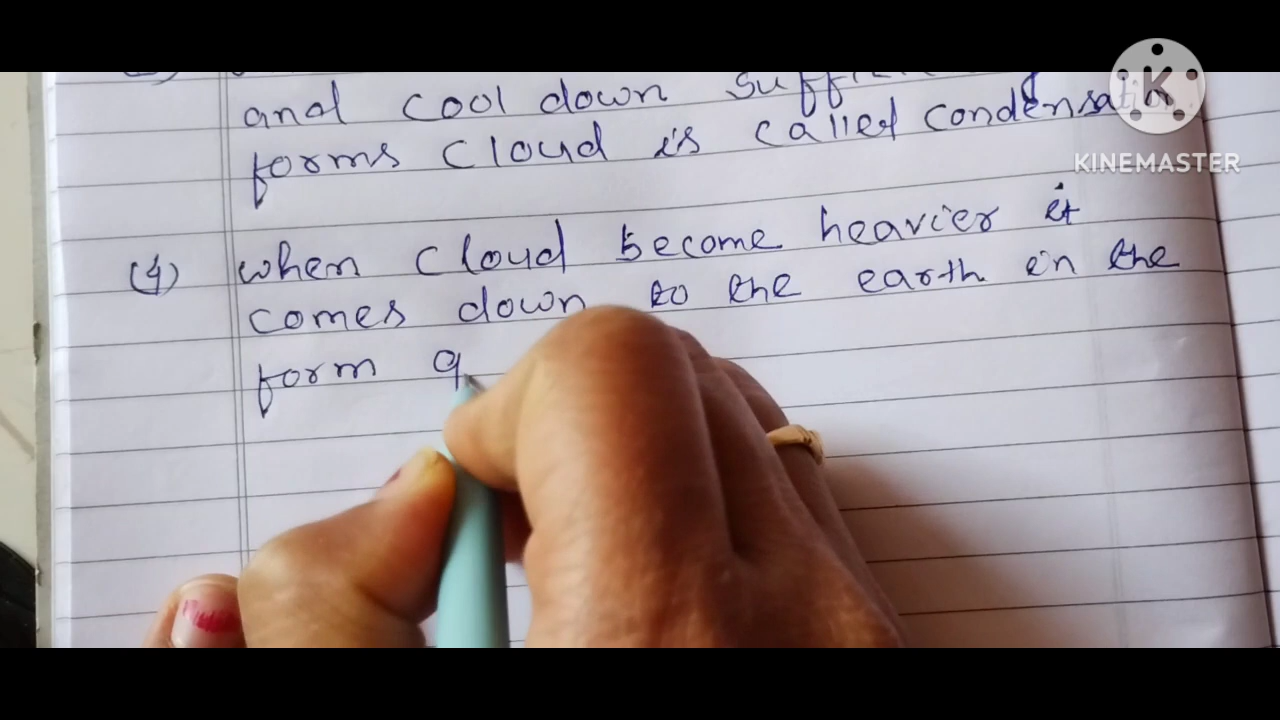 and cool down
forms cloud is called condensation
(4) when cloud become heavier it
comes down to the earth in the
form
KINEMASTER